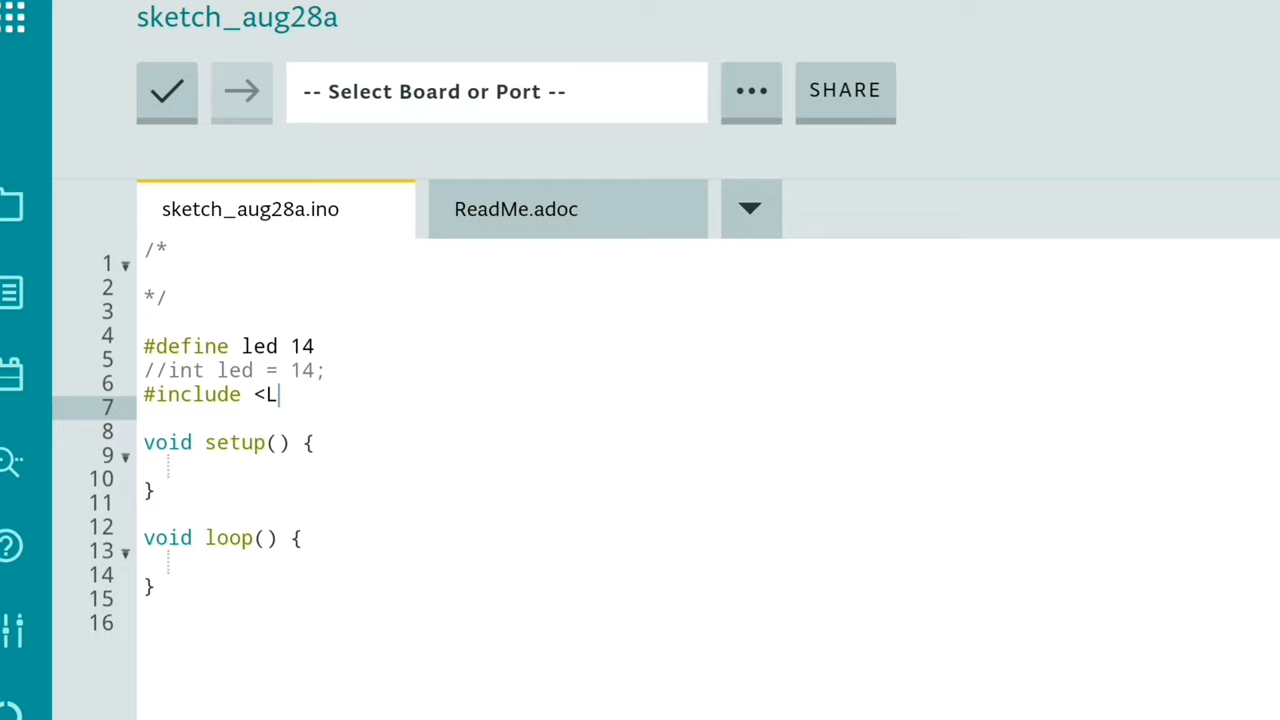 sketch_aug28a
-- Select Board or Port --
SHARE
sketch_aug28a.ino
ReadMe.adoc
1 /*
2
3 */
4
5 #define led 14
6 //int led = 14;
7 #include <L
8
9 void setup() {
10
11 }
12
13 void loop() {
14
15 }
16